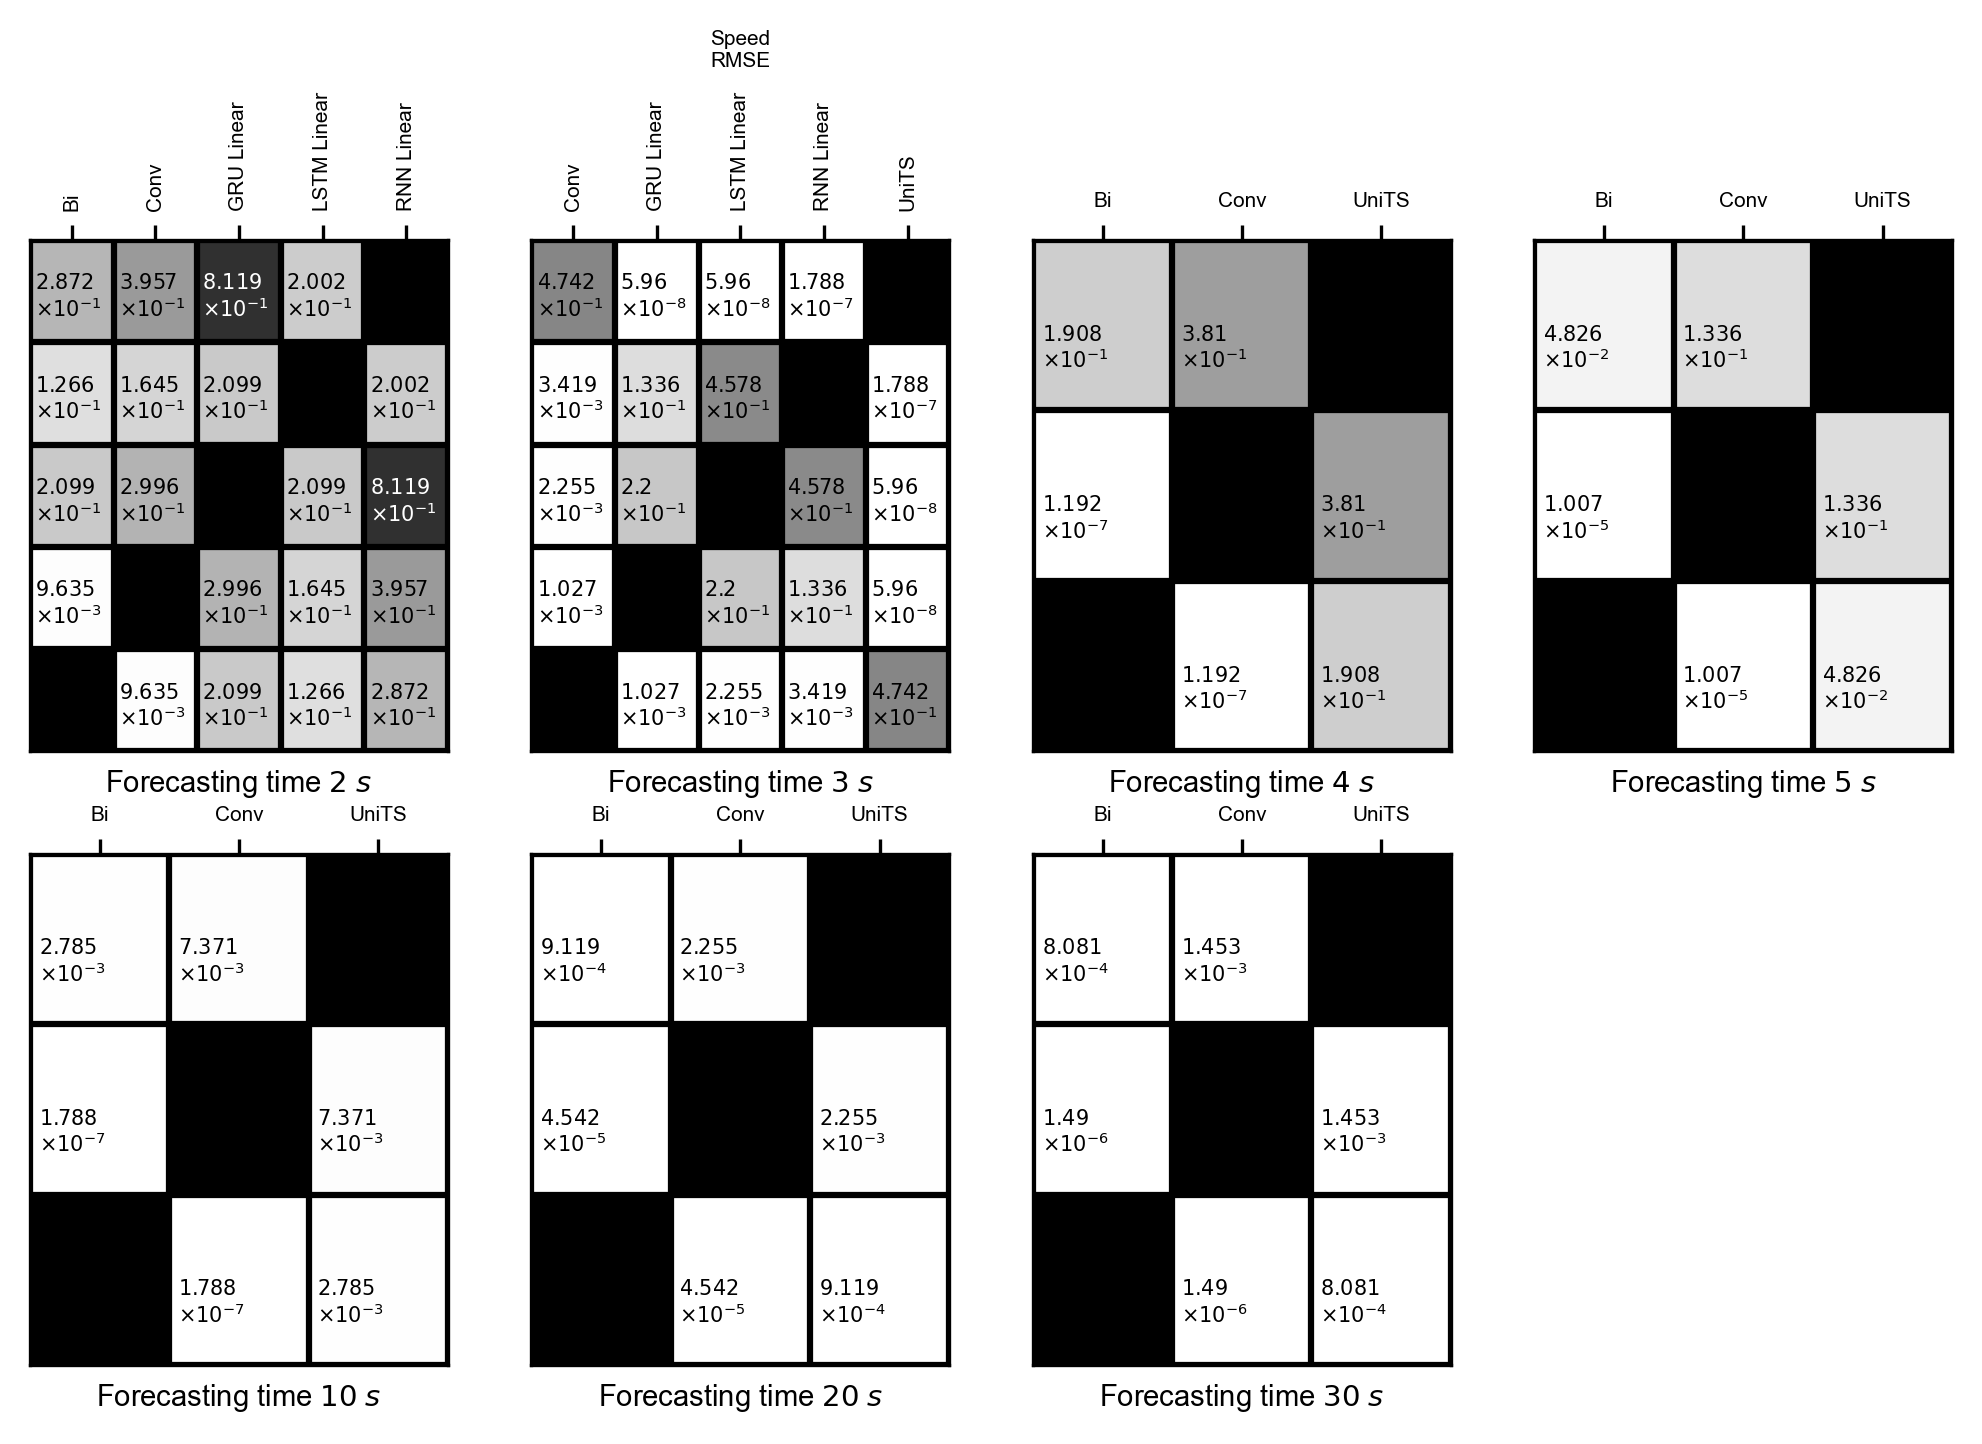 Speed
RMSE
Bi Conv GRU Linear LSTM Linear RNN Linear
2.872 3.957 8.119 2.002
×10⁻¹ ×10⁻¹ ×10⁻¹ ×10⁻¹
1.266 1.645 2.099 2.002
×10⁻¹ ×10⁻¹ ×10⁻¹ ×10⁻¹
2.099 2.996 2.099 8.119
×10⁻¹ ×10⁻¹ ×10⁻¹ ×10⁻¹
9.635 2.996 1.645 3.957
×10⁻³ ×10⁻¹ ×10⁻¹ ×10⁻¹
9.635 2.099 1.266 2.872
×10⁻³ ×10⁻¹ ×10⁻¹ ×10⁻¹
Forecasting time 2 s
Conv GRU Linear LSTM Linear RNN Linear UniTS
4.742 5.96 5.96 1.788
×10⁻¹ ×10⁻⁸ ×10⁻⁸ ×10⁻⁷
3.419 1.336 4.578 1.788
×10⁻³ ×10⁻¹ ×10⁻¹ ×10⁻⁷
2.255 2.2 4.578 5.96
×10⁻³ ×10⁻¹ ×10⁻¹ ×10⁻⁸
1.027 2.2 1.336 5.96
×10⁻³ ×10⁻¹ ×10⁻¹ ×10⁻⁸
1.027 2.255 3.419 4.742
×10⁻³ ×10⁻³ ×10⁻³ ×10⁻¹
Forecasting time 3 s
Bi Conv UniTS
1.908 3.81
×10⁻¹ ×10⁻¹
1.192 3.81
×10⁻⁷ ×10⁻¹
1.192 1.908
×10⁻⁷ ×10⁻¹
Forecasting time 4 s
Bi Conv UniTS
4.826 1.336
×10⁻² ×10⁻¹
1.007 1.336
×10⁻⁵ ×10⁻¹
1.007 4.826
×10⁻⁵ ×10⁻²
Forecasting time 5 s
Bi Conv UniTS
2.785 7.371
×10⁻³ ×10⁻³
1.788 7.371
×10⁻⁷ ×10⁻³
1.788 2.785
×10⁻⁷ ×10⁻³
Forecasting time 10 s
Bi Conv UniTS
9.119 2.255
×10⁻⁴ ×10⁻³
4.542 2.255
×10⁻⁵ ×10⁻³
4.542 9.119
×10⁻⁵ ×10⁻⁴
Forecasting time 20 s
Bi Conv UniTS
8.081 1.453
×10⁻⁴ ×10⁻³
1.49 1.453
×10⁻⁶ ×10⁻³
1.49 8.081
×10⁻⁶ ×10⁻⁴
Forecasting time 30 s